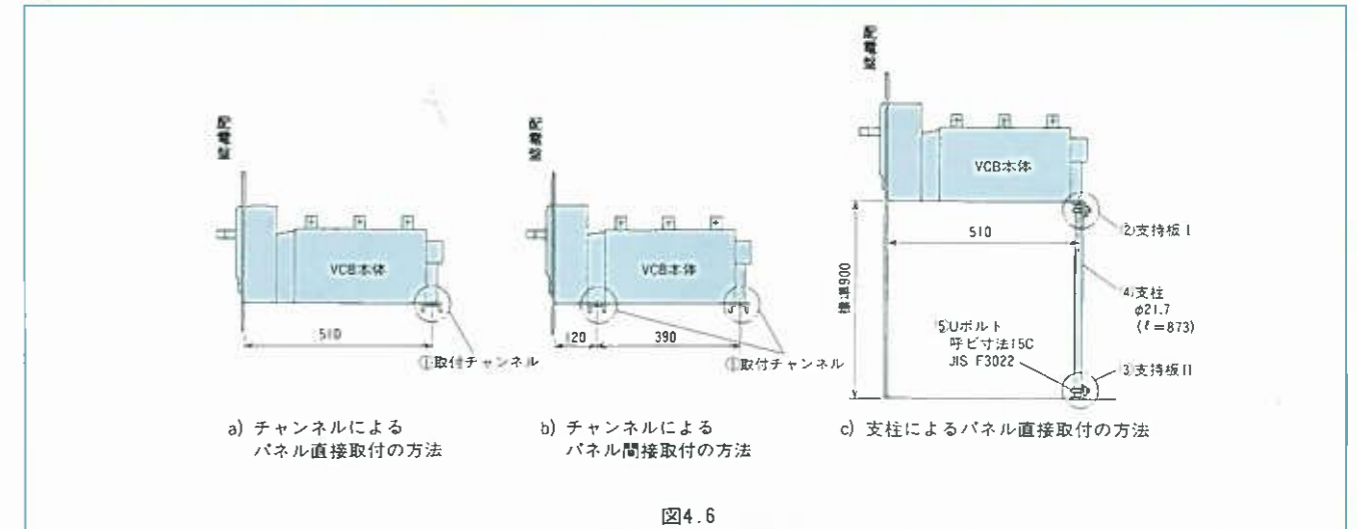 配電盤
VCB本体
510
①取付チャンネル
a) チャンネルによる
パネル直接取付の方法
配電盤
VCB本体
120
390
①取付チャンネル
b) チャンネルによる
パネル間接取付の方法
配電盤
VCB本体
510
標準900
②支持板I
④支柱
φ21.7
(ℓ=873)
⑤Uボルト
呼ビ寸法15C
JIS F3022
③支持板II
c) 支柱によるパネル直接取付の方法
図4.6